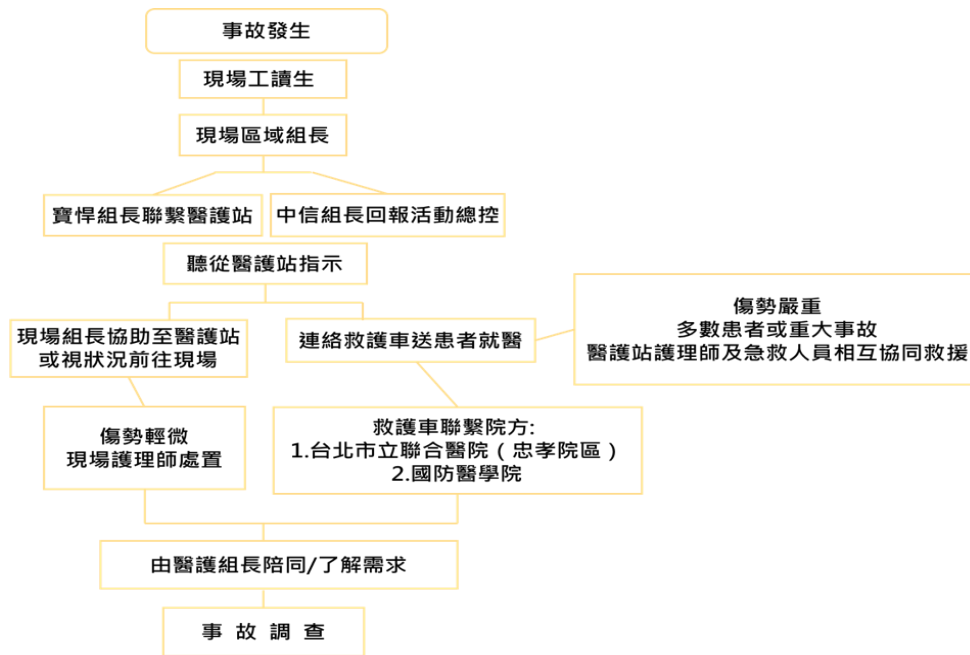 事故發生
現場工讀生
現場區域組長
寶悍組長聯繫醫護站
中信組長回報活動總控
聽從醫護站指示
現場組長協助至醫護站
或視狀況前往現場
連絡救護車送患者就醫
傷勢嚴重
多數患者或重大事故
醫護站護理師及急救人員相互協同救援
傷勢輕微
現場護理師處置
救護車聯繫院方:
1.台北市立聯合醫院（忠孝院區）
2.國防醫學院
由醫護組長陪同/了解需求
事 故 調 查